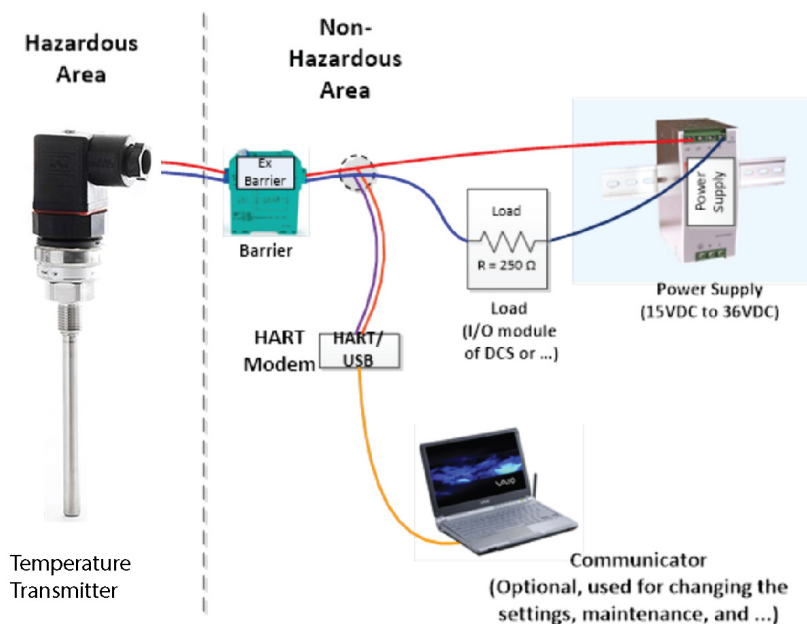 Hazardous
Area
Non-
Hazardous
Area
Ex
Barrier
Barrier
Load
R = 250 Ω
Load
(I/O module
of DCS or ...)
Power
Supply
Power Supply
(15VDC to 36VDC)
HART
Modem
HART/
USB
VAIO
Temperature
Transmitter
Communicator
(Optional, used for changing the
settings, maintenance, and ...)